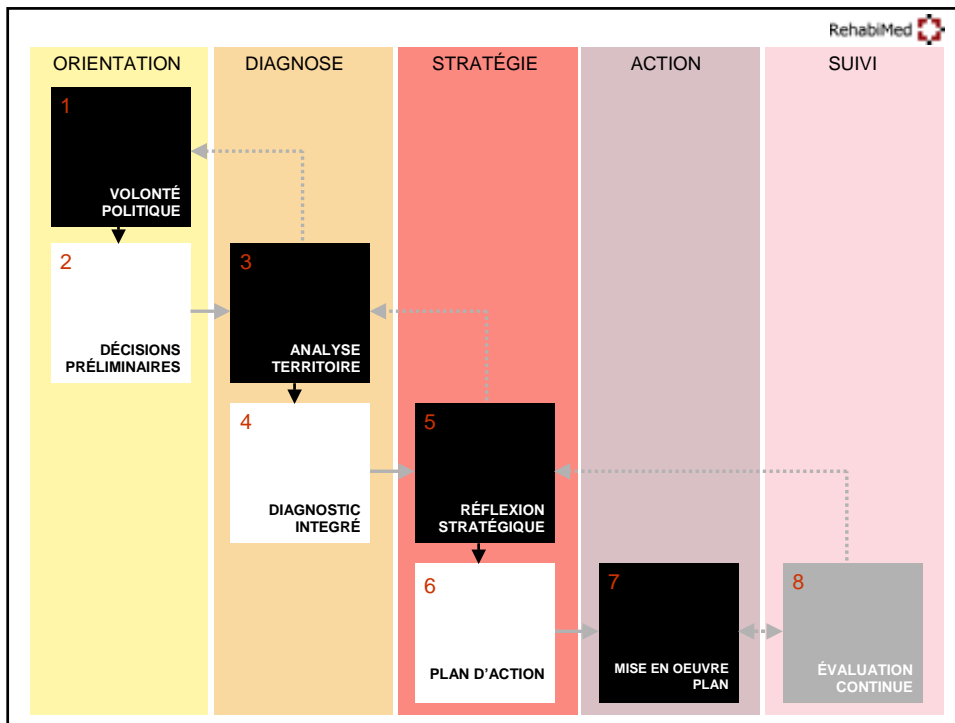 RehabiMed
ORIENTATION
DIAGNOSE
STRATÉGIE
ACTION
SUIVI
1
VOLONTÉ
POLITIQUE
2
DÉCISIONS
PRÉLIMINAIRES
3
ANALYSE
TERRITOIRE
4
DIAGNOSTIC
INTEGRÉ
5
RÉFLEXION
STRATÉGIQUE
6
PLAN D'ACTION
7
MISE EN OEUVRE
PLAN
8
ÉVALUATION
CONTINUE